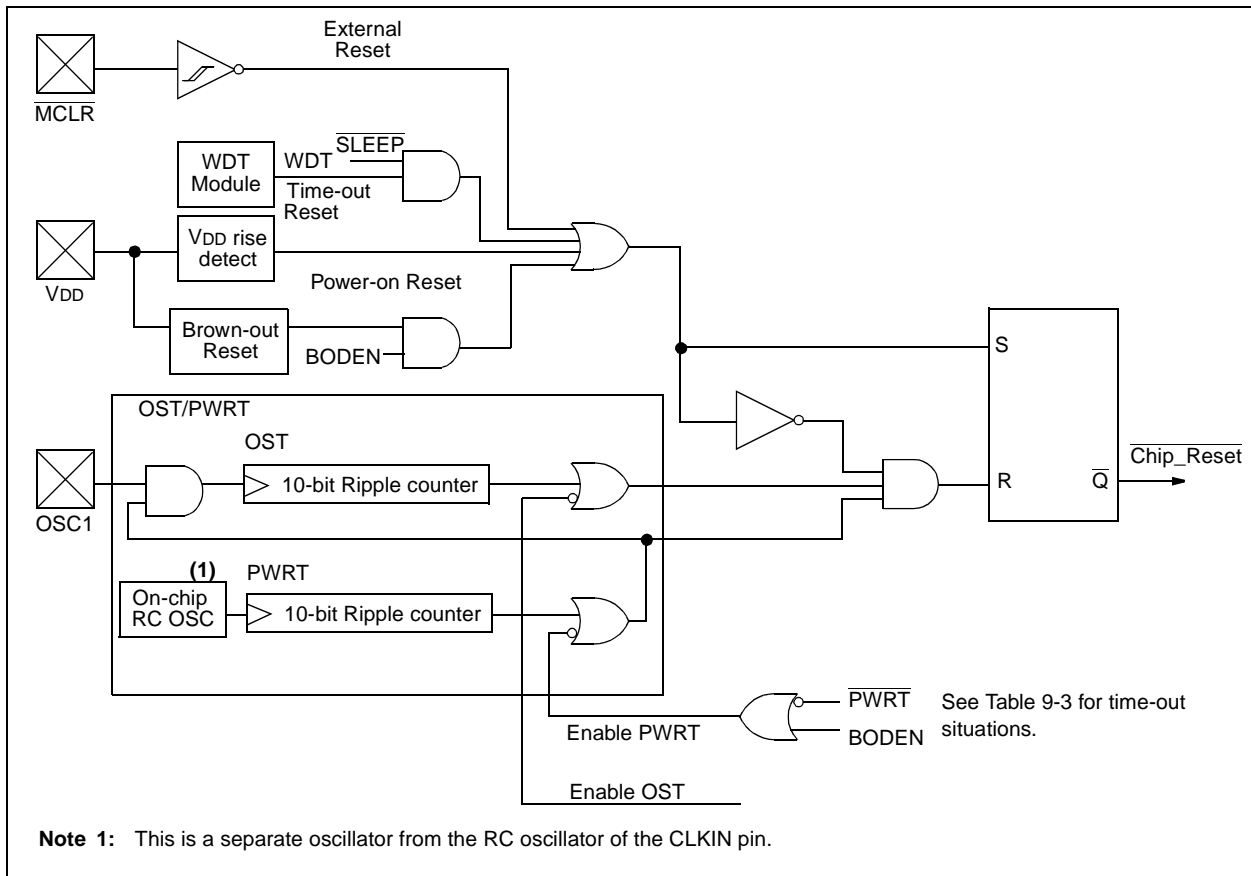 External
Reset
MCLR
SLEEP
WDT
Module
WDT
Time-out
Reset
VDD rise
detect
VDD
Power-on Reset
Brown-out
Reset
BODEN
OST/PWRT
OST
10-bit Ripple counter
OSC1
(1)
PWRT
On-chip
RC OSC
10-bit Ripple counter
S
R
Q
Chip_Reset
Enable PWRT
PWRT
BODEN
See Table 9-3 for time-out
situations.
Enable OST
Note 1: This is a separate oscillator from the RC oscillator of the CLKIN pin.